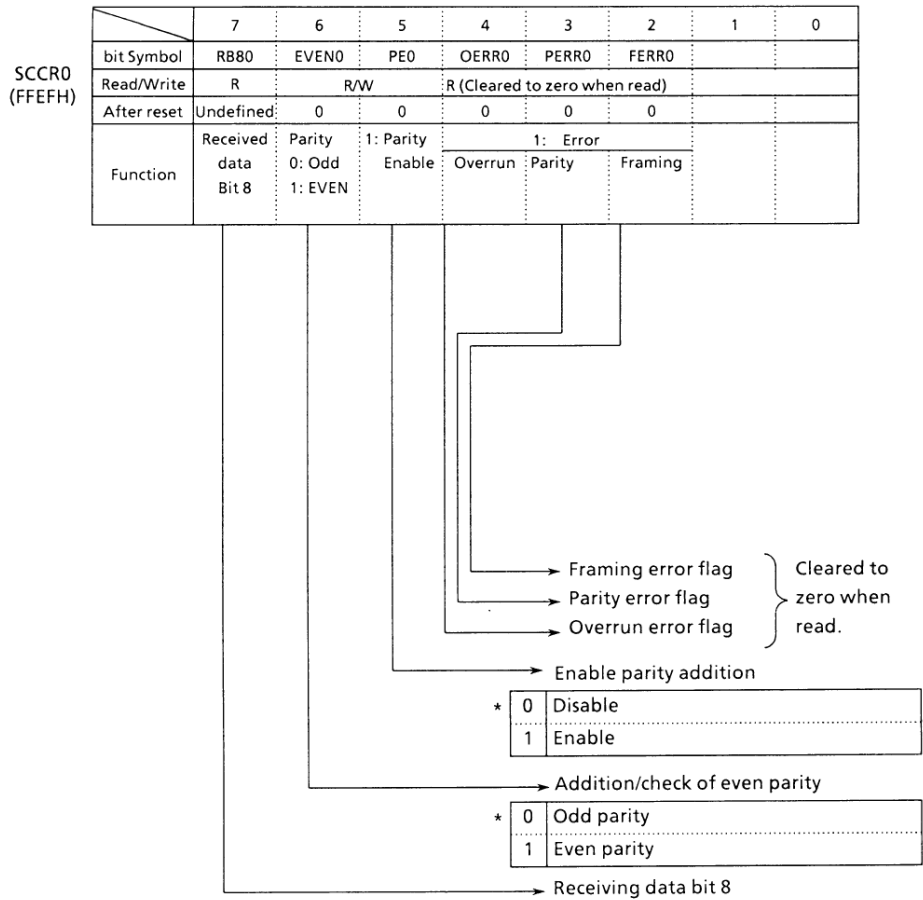 7 6 5 4 3 2 1 0
bit Symbol RB80 EVEN0 PE0 OERR0 PERR0 FERR0
SCCR0
(FFEFH)
Read/Write R R/W R (Cleared to zero when read)
After reset Undefined 0 0 0 0 0
Function
Received
data
Bit 8
Parity
0: Odd
1: EVEN
1: Parity
Enable
1: Error
Overrun Parity Framing
Framing error flag
Parity error flag
Overrun error flag
Cleared to
zero when
read.
Enable parity addition
* 0 Disable
1 Enable
Addition/check of even parity
* 0 Odd parity
1 Even parity
Receiving data bit 8